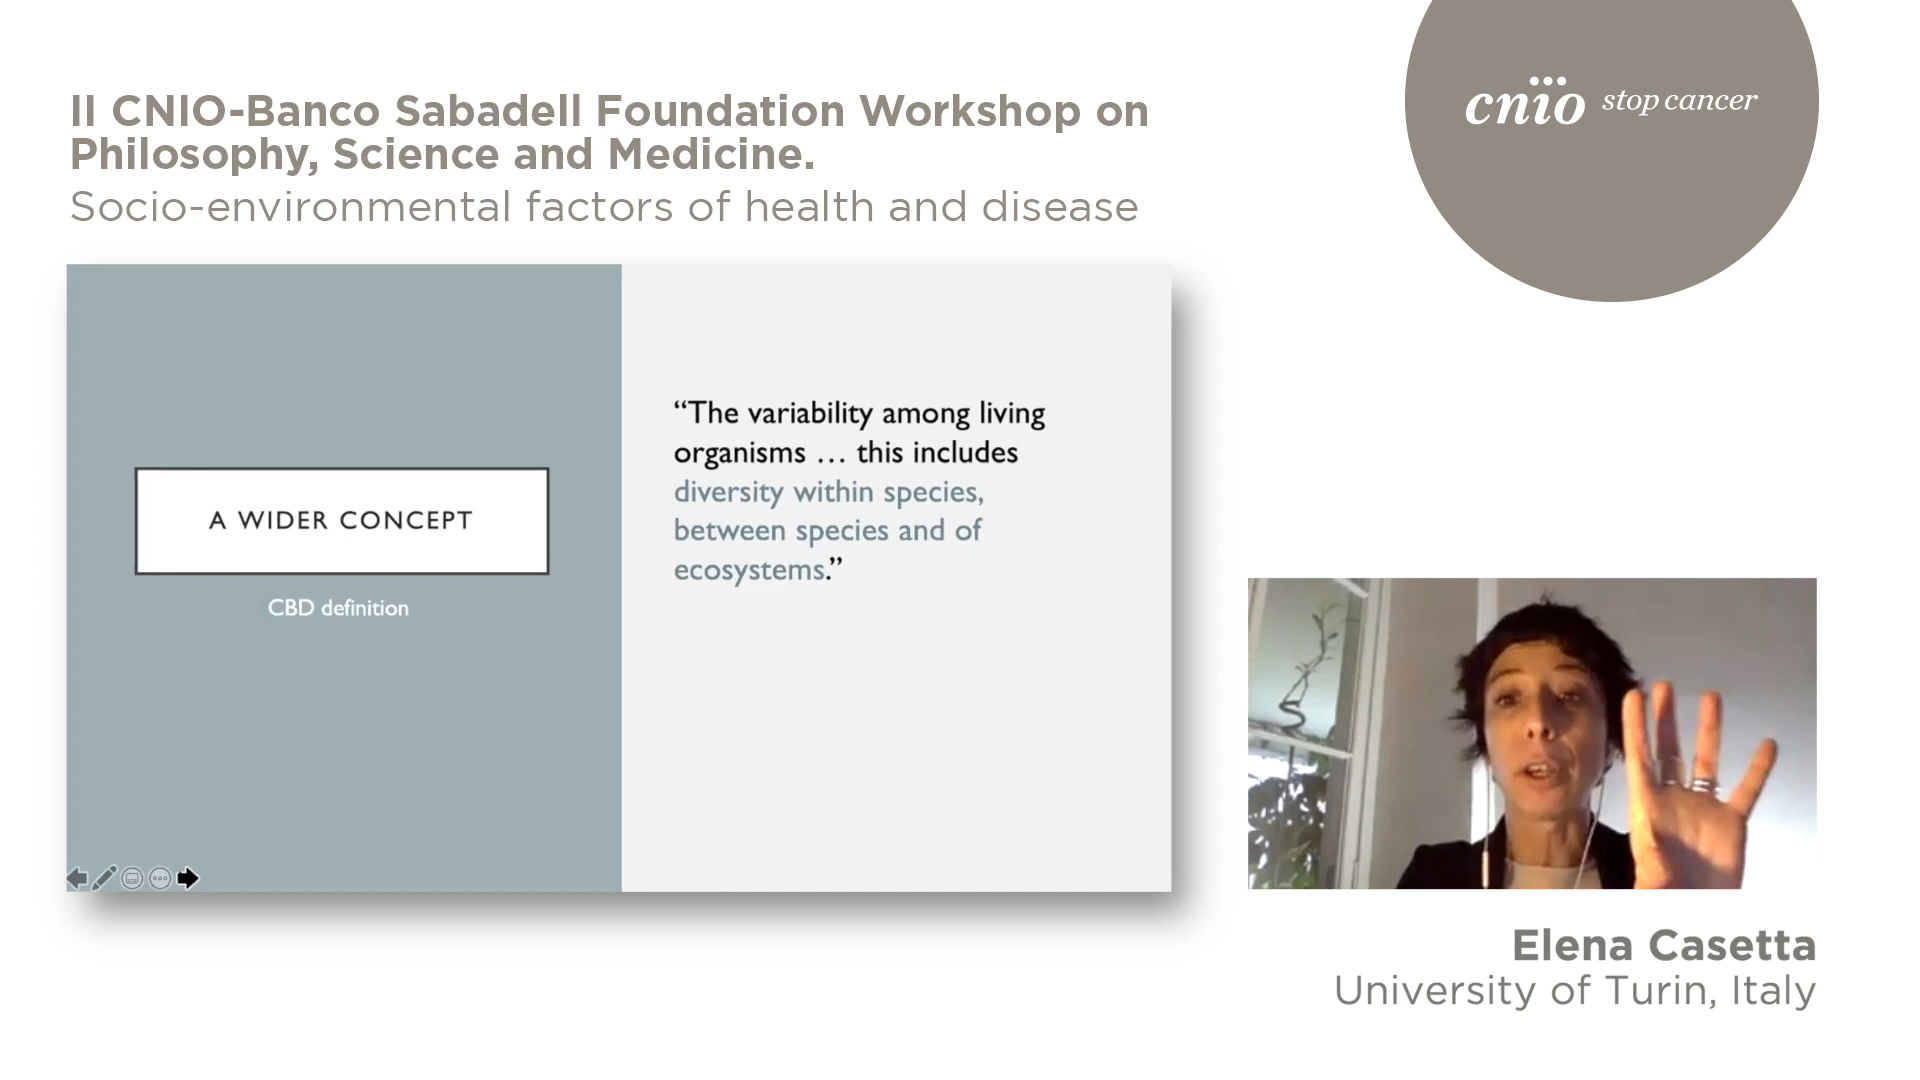 II CNIO-Banco Sabadell Foundation Workshop on
Philosophy, Science and Medicine.
Socio-environmental factors of health and disease
cnio stop cancer
A WIDER CONCEPT
CBD definition
“The variability among living
organisms … this includes
diversity within species,
between species and of
ecosystems.”
Elena Casetta
University of Turin, Italy